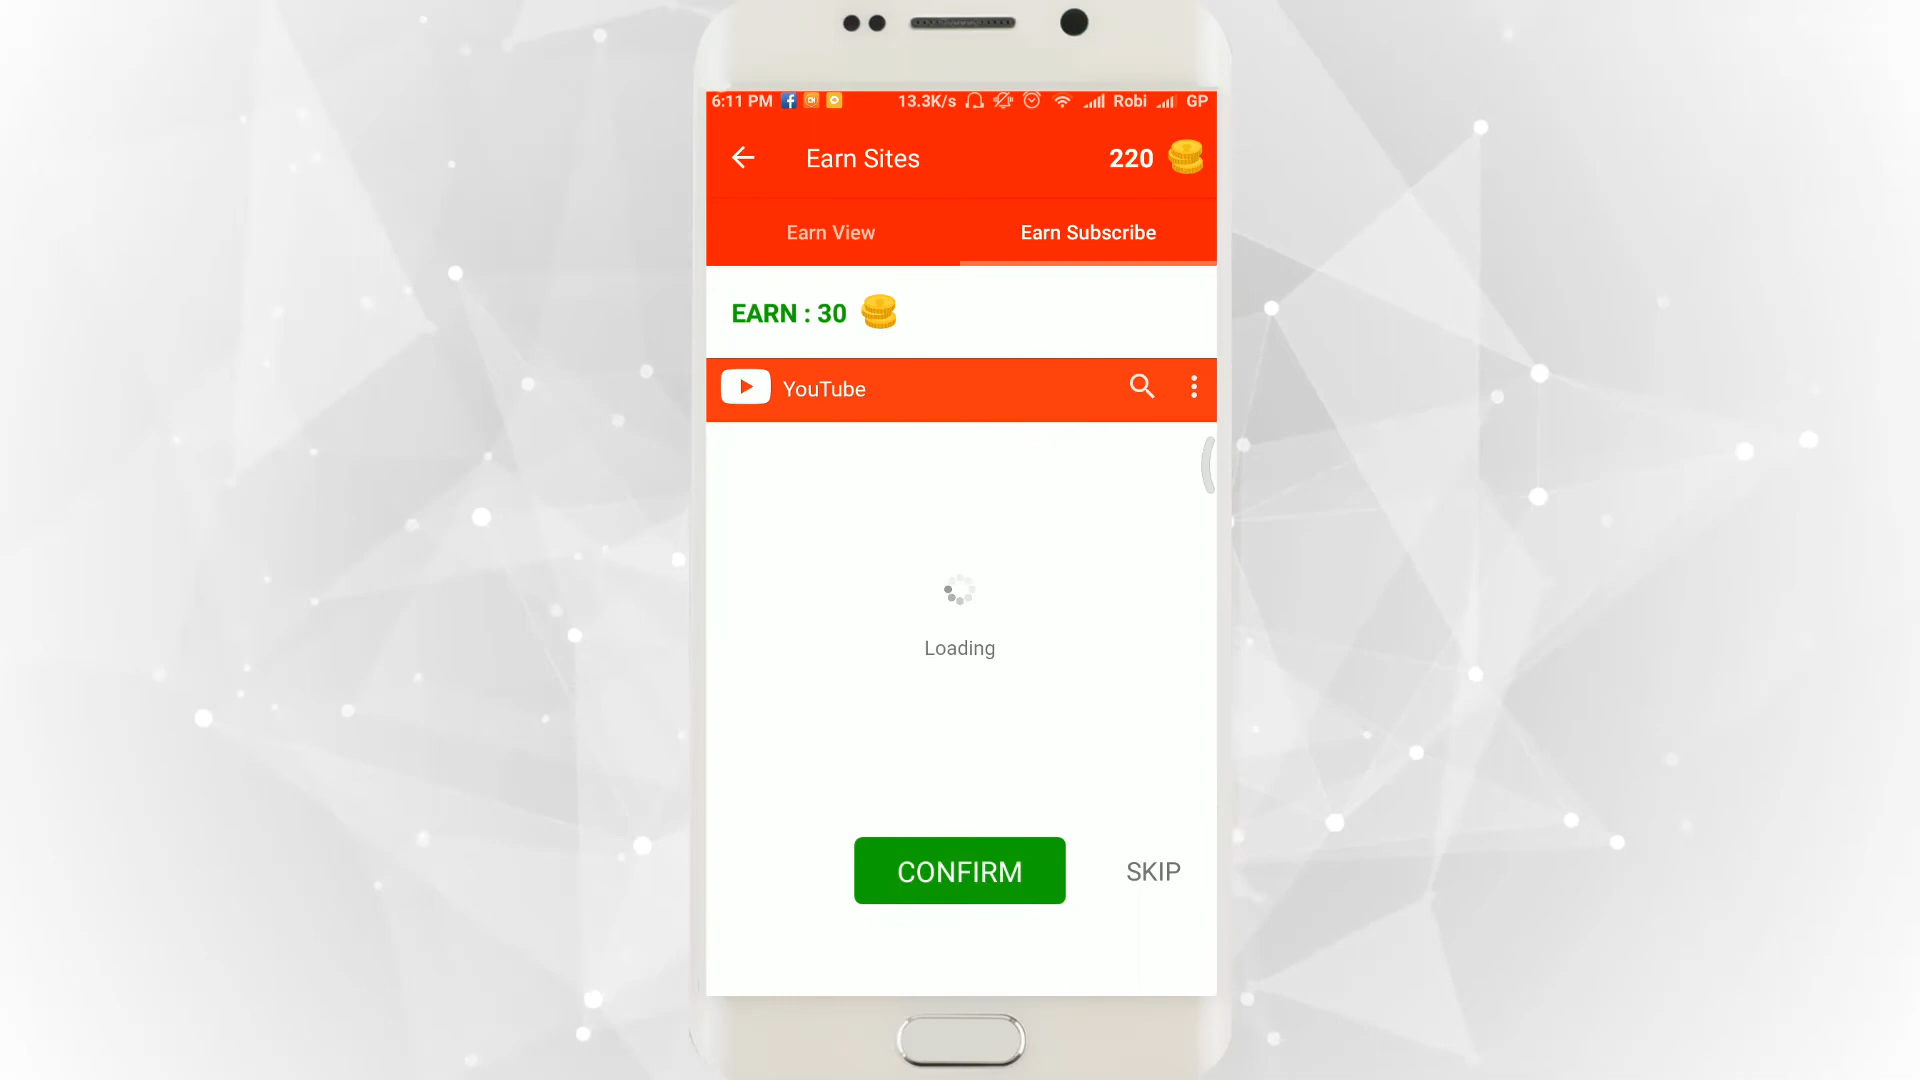 6:11 PM 13.3K/s Robi GP
Earn Sites 220
Earn View Earn Subscribe
EARN : 30
YouTube
Loading
CONFIRM SKIP